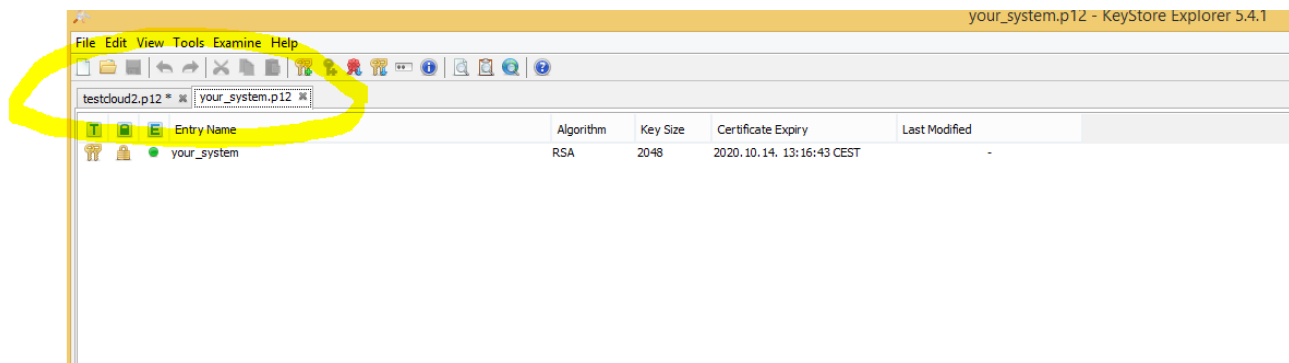 your_system.p12 - KeyStore Explorer 5.4.1
File Edit View Tools Examine Help
testcloud2.p12 * your_system.p12
T E Entry Name Algorithm Key Size Certificate Expiry Last Modified
your_system RSA 2048 2020.10.14. 13:16:43 CEST -